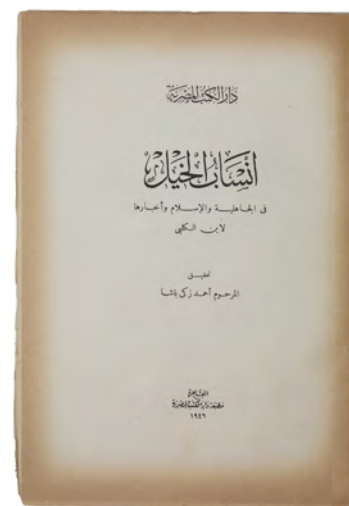 دار الكتب المصرية
أنساب الخيل
في الجاهلية والإسلام وأخبارها
لابن الكلبي
تحقيق
المرحوم أحمد زكي باشا
القاهرة
مطبعة دار الكتب المصرية
١٩٤٦